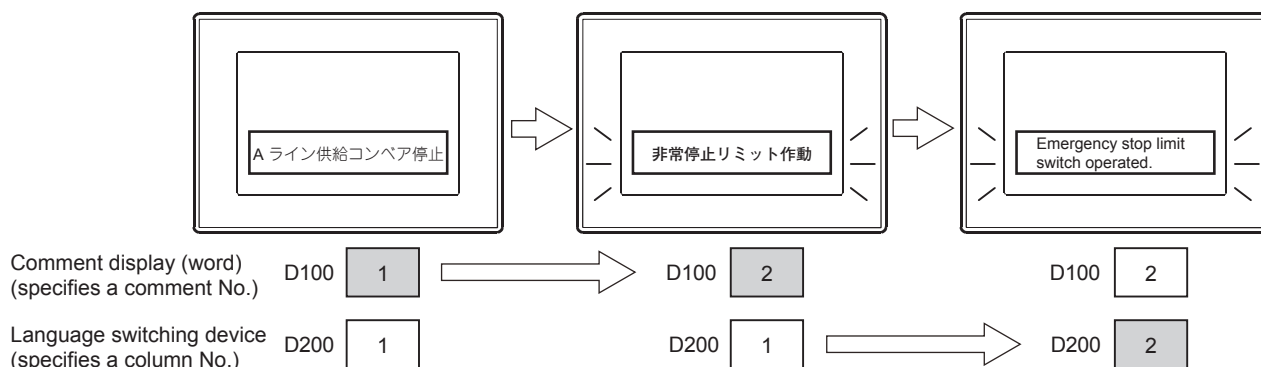 A ライン供給コンベア停止
非常停止リミット作動
Emergency stop limit
switch operated.
Comment display (word)
(specifies a comment No.)
D100 1
D100 2
D100 2
Language switching device
(specifies a column No.)
D200 1
D200 1
D200 2